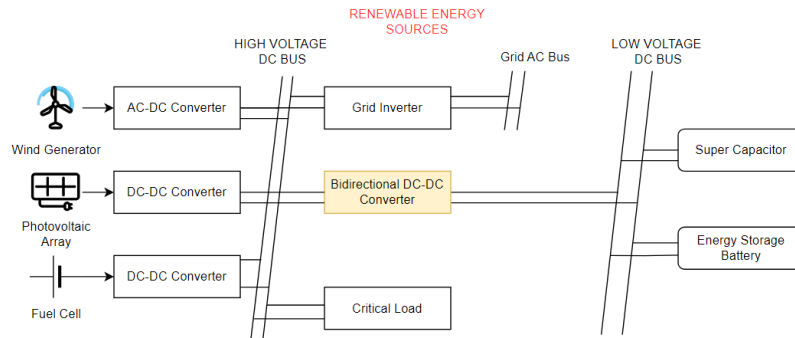 RENEWABLE ENERGY
SOURCES
HIGH VOLTAGE
DC BUS
Grid AC Bus
LOW VOLTAGE
DC BUS
AC-DC Converter
Grid Inverter
Wind Generator
Super Capacitor
DC-DC Converter
Bidirectional DC-DC
Converter
Photovoltaic
Array
Energy Storage
Battery
DC-DC Converter
Fuel Cell
Critical Load